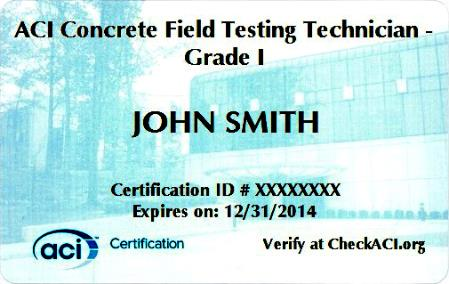 ACI Concrete Field Testing Technician -
Grade I
JOHN SMITH
Certification ID # XXXXXXXX
Expires on: 12/31/2014
aci Certification
Verify at CheckACI.org